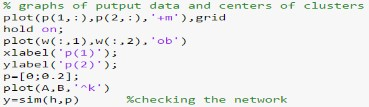 % graphs of putput data and centers of clusters
plot(p(1,:),p(2,:),'+m'),grid
hold on;
plot(w(:,1),w(:,2),'ob')
xlabel('p(1)');
ylabel('p(2)');
p=[0;0.2];
plot(A,B,'^k')
y=sim(h,p) %checking the network